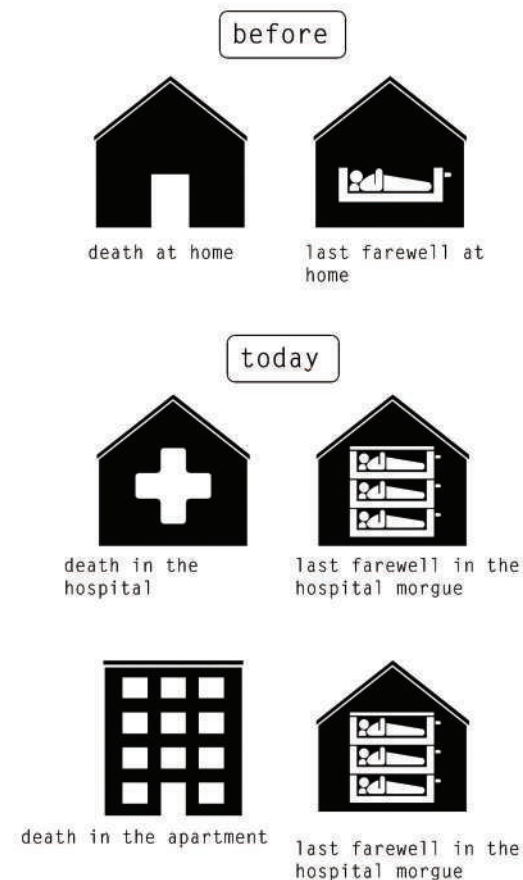 before
death at home
last farewell at
home
today
death in the
hospital
last farewell in the
hospital morgue
death in the apartment
last farewell in the
hospital morgue